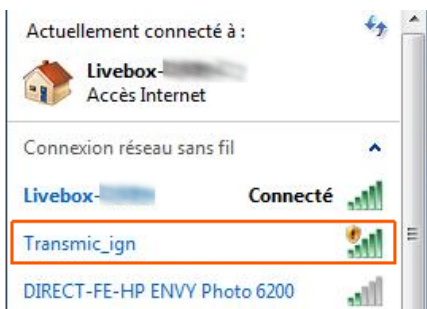 Actuellement connecté à :
Livebox-
Accès Internet
Connexion réseau sans fil
Livebox- Connecté
Transmic_ign
DIRECT-FE-HP ENVY Photo 6200